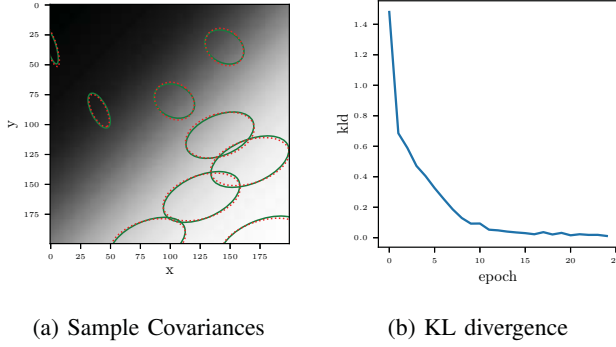 0
25
50
75
100
125
150
175
y
0 25 50 75 100 125 150 175
x
1.4
1.2
1.0
0.8
0.6
0.4
0.2
0.0
kld
0 5 10 15 20 25
epoch
(a) Sample Covariances
(b) KL divergence